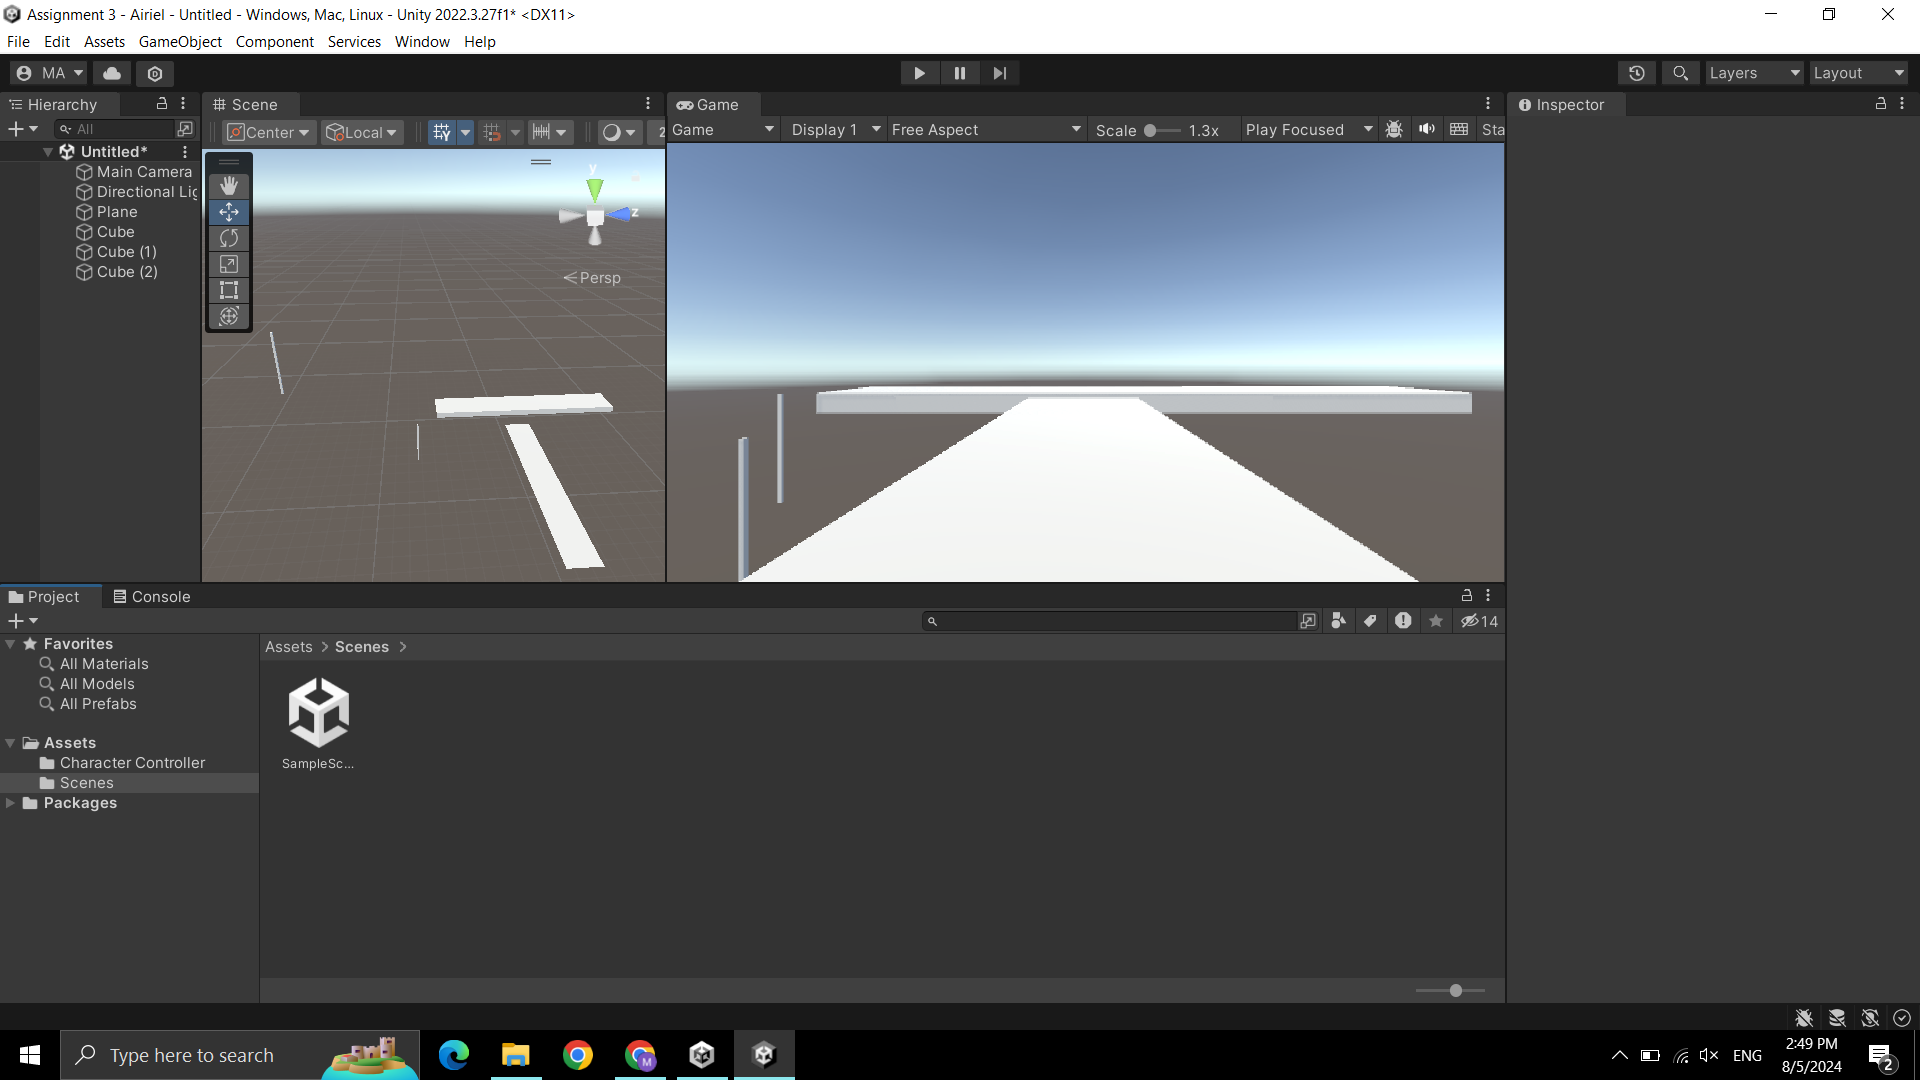 Assignment 3 - Airiel - Untitled - Windows, Mac, Linux - Unity 2022.3.27f1* <DX11>
File Edit Assets GameObject Component Services Window Help
MA
Layers Layout
Hierarchy
All
Untitled*
Main Camera
Directional Lig
Plane
Cube
Cube (1)
Cube (2)
Scene
Center Local 2
y
z
Persp
Game
Game Display 1 Free Aspect Scale 1.3x Play Focused Sta
Inspector
Project Console
14
Favorites
All Materials
All Models
All Prefabs
Assets
Character Controller
Scenes
Packages
Assets > Scenes >
SampleSc...
Type here to search
M
ENG
2:49 PM
8/5/2024
2